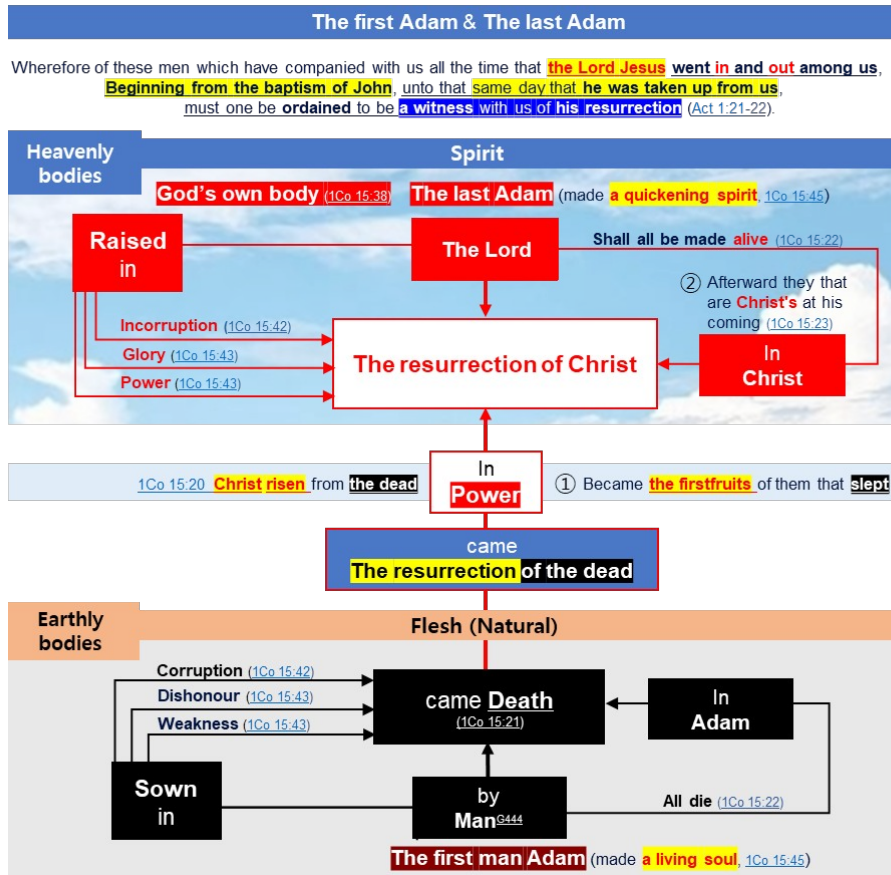 The first Adam & The last Adam
Wherefore of these men which have companied with us all the time that the Lord Jesus went in and out among us,
Beginning from the baptism of John, unto that same day that he was taken up from us,
must one be ordained to be a witness with us of his resurrection (Act 1:21-22).
Heavenly
bodies
Spirit
God's own body (1Co 15:38)
The last Adam (made a quickening spirit, 1Co 15:45)
Raised
in
The Lord
Shall all be made alive (1Co 15:22)
② Afterward they that
are Christ's at his
coming (1Co 15:23)
Incorruption (1Co 15:42)
Glory (1Co 15:43)
Power (1Co 15:43)
The resurrection of Christ
In
Christ
1Co 15:20 Christ risen from the dead
In
Power
① Became the firstfruits of them that slept
came
The resurrection of the dead
Earthly
bodies
Flesh (Natural)
Corruption (1Co 15:42)
Dishonour (1Co 15:43)
Weakness (1Co 15:43)
came Death
(1Co 15:21)
In
Adam
Sown
in
by
Man G444
All die (1Co 15:22)
The first man Adam (made a living soul, 1Co 15:45)